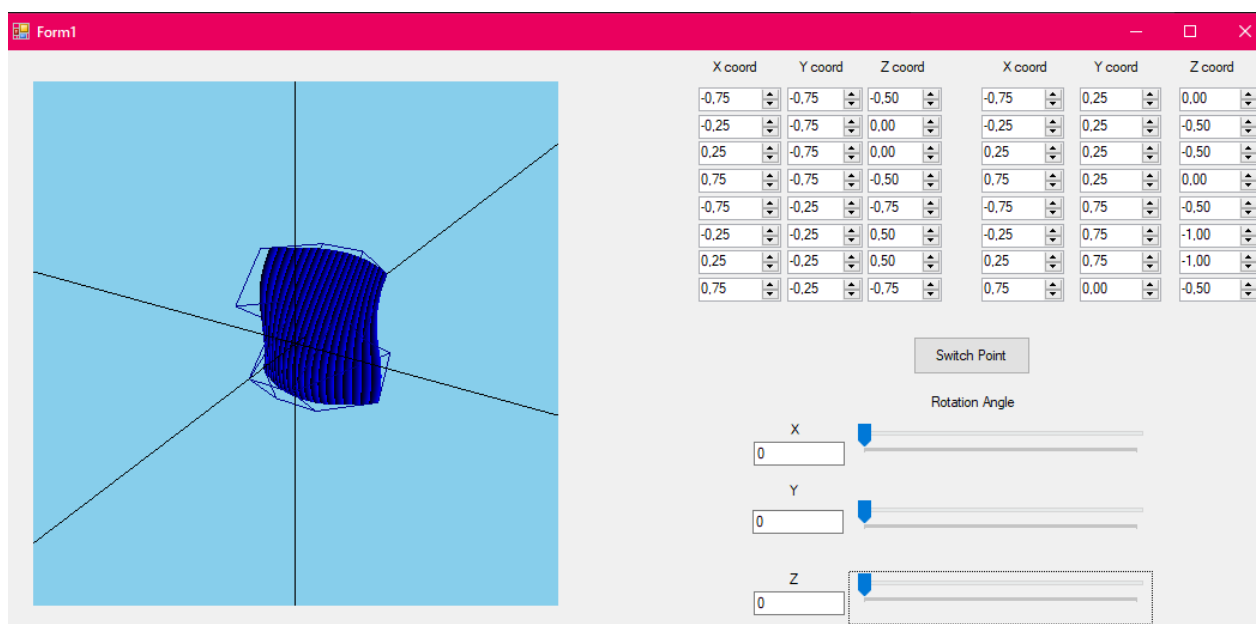 Form1
X coord Y coord Z coord X coord Y coord Z coord
-0,75 -0,75 -0,50 -0,75 0,25 0,00
-0,25 -0,75 0,00 -0,25 0,25 -0,50
0,25 -0,75 0,00 0,25 0,25 -0,50
0,75 -0,75 -0,50 0,75 0,25 0,00
-0,75 -0,25 -0,75 -0,75 0,75 -0,50
-0,25 -0,25 0,50 -0,25 0,75 -1,00
0,25 -0,25 0,50 0,25 0,75 -1,00
0,75 -0,25 -0,75 0,75 0,00 -0,50
Switch Point
Rotation Angle
X
0
Y
0
Z
0